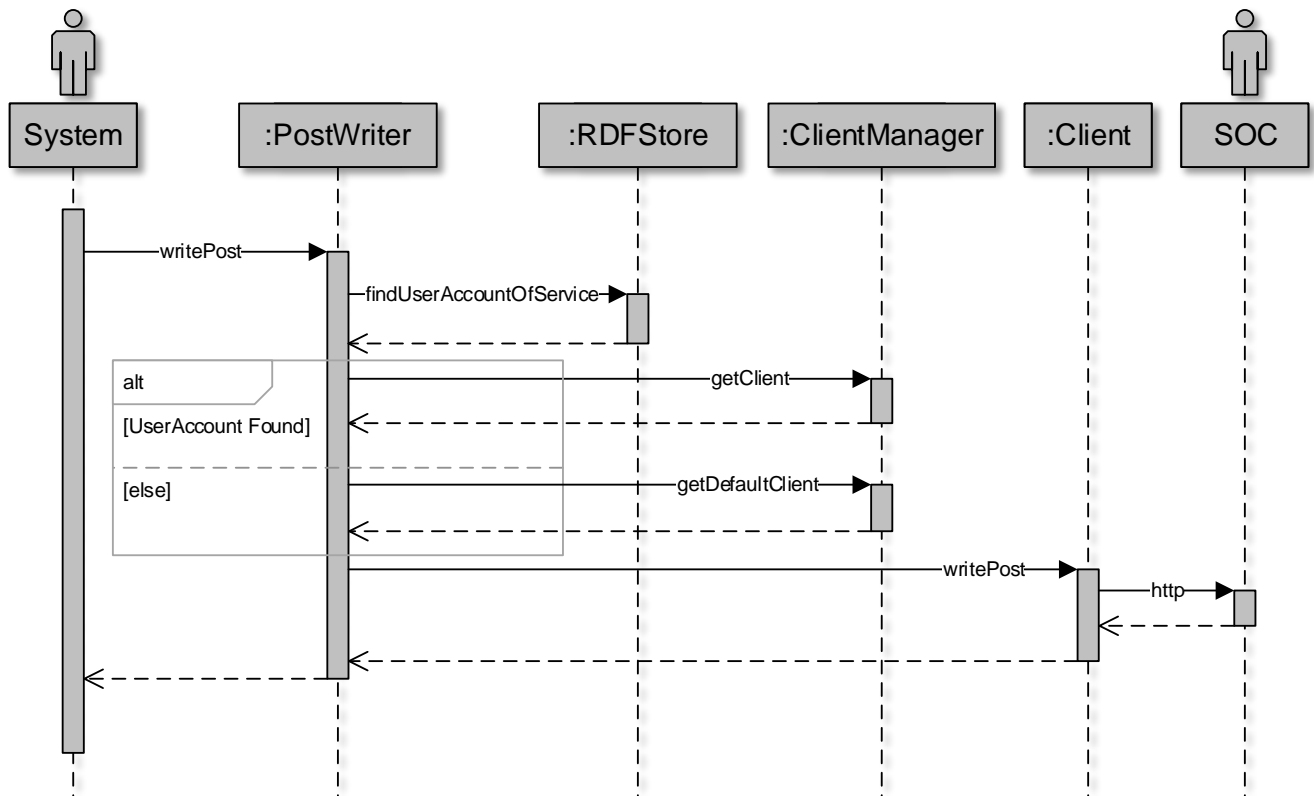 System
:PostWriter
:RDFStore
:ClientManager
:Client
SOC
writePost
findUserAccountOfService
alt
getClient
[UserAccount Found]
getDefaultClient
[else]
writePost
http